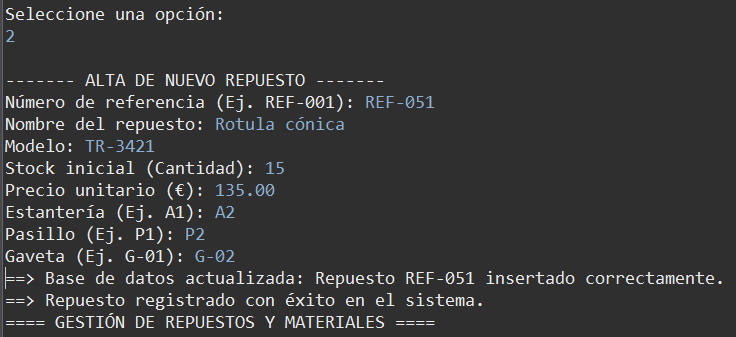 Seleccione una opción:
2
------- ALTA DE NUEVO REPUESTO -------
Número de referencia (Ej. REF-001): REF-051
Nombre del repuesto: Rotula cónica
Modelo: TR-3421
Stock inicial (Cantidad): 15
Precio unitario (€): 135.00
Estantería (Ej. A1): A2
Pasillo (Ej. P1): P2
Gaveta (Ej. G-01): G-02
==> Base de datos actualizada: Repuesto REF-051 insertado correctamente.
==> Repuesto registrado con éxito en el sistema.
==== GESTIÓN DE REPUESTOS Y MATERIALES ====